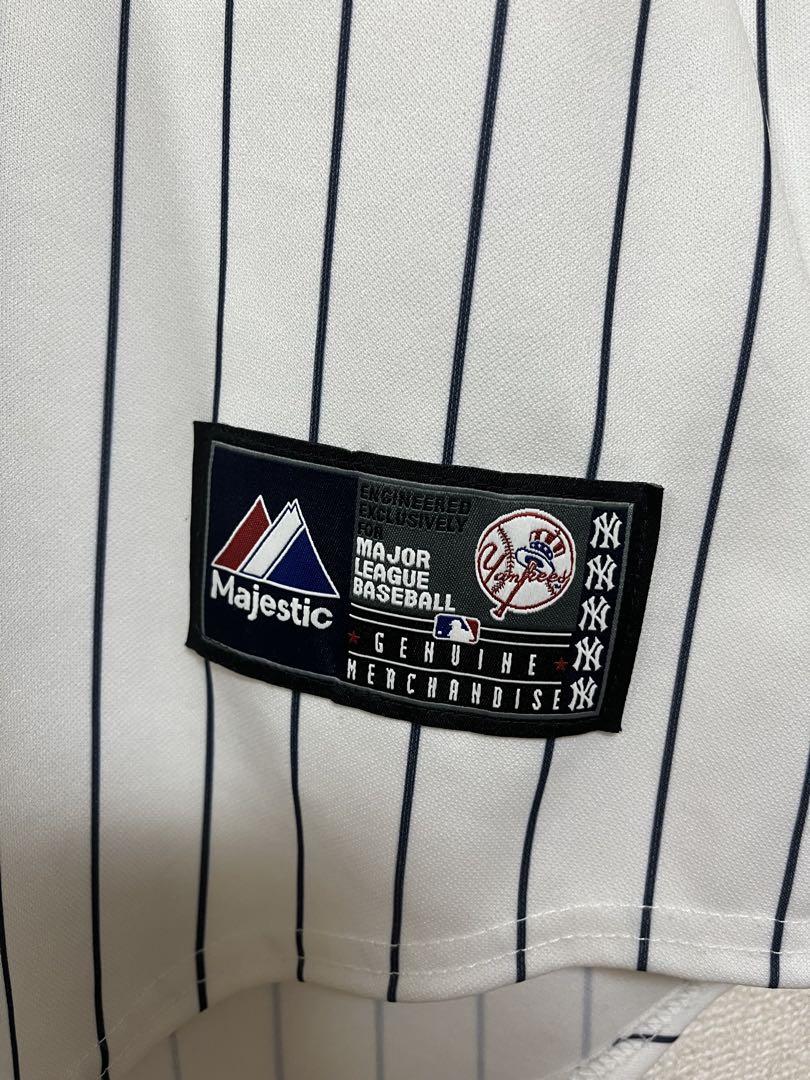 Majestic
ENGINEERED
EXCLUSIVELY
FOR
MAJOR
LEAGUE
BASEBALL
Yankees
GENUINE
MERCHANDISE
NY
NY
NY
NY
NY